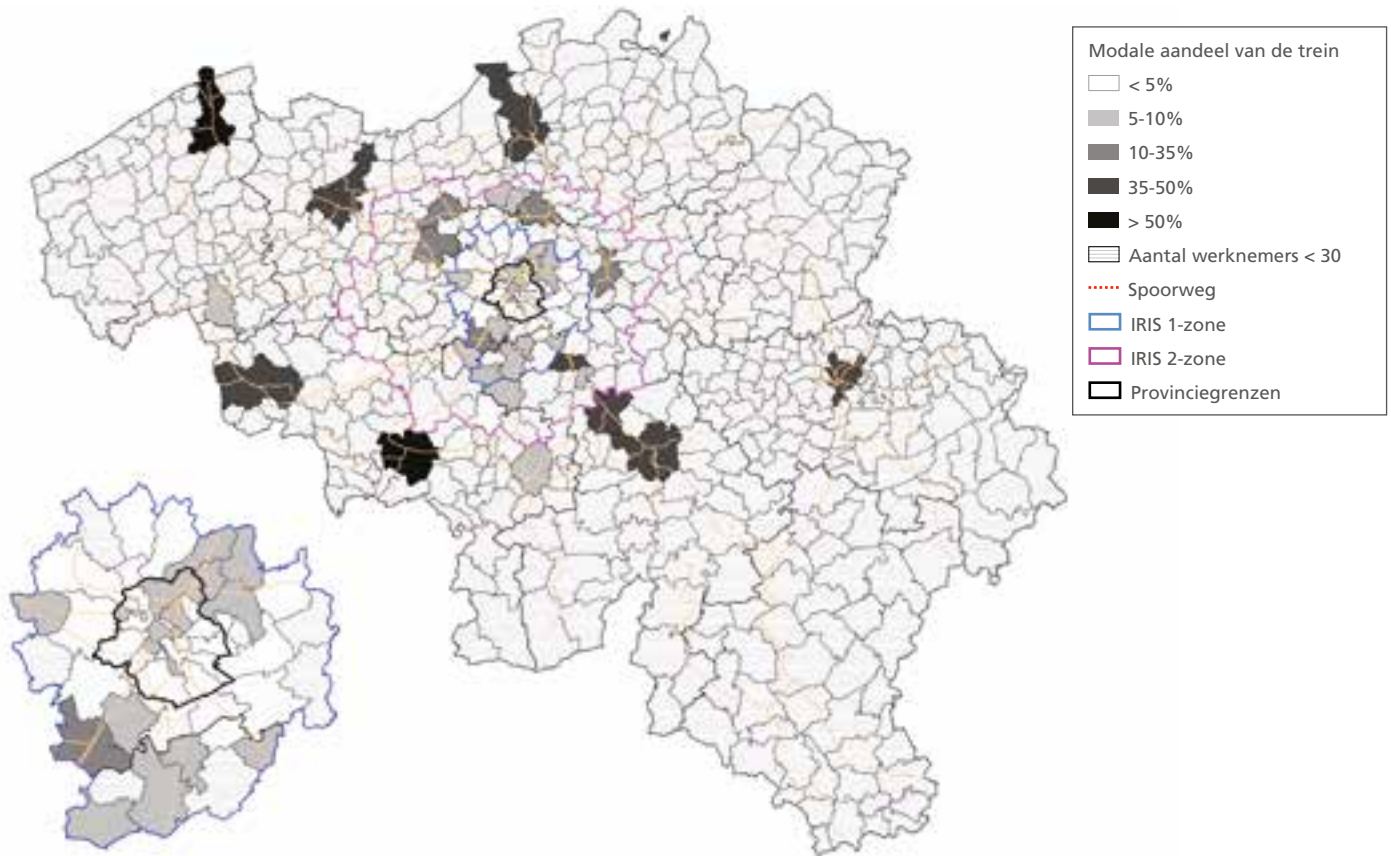 Modale aandeel van de trein
< 5%
5-10%
10-35%
35-50%
> 50%
Aantal werknemers < 30
Spoorweg
IRIS 1-zone
IRIS 2-zone
Provinciegrenzen